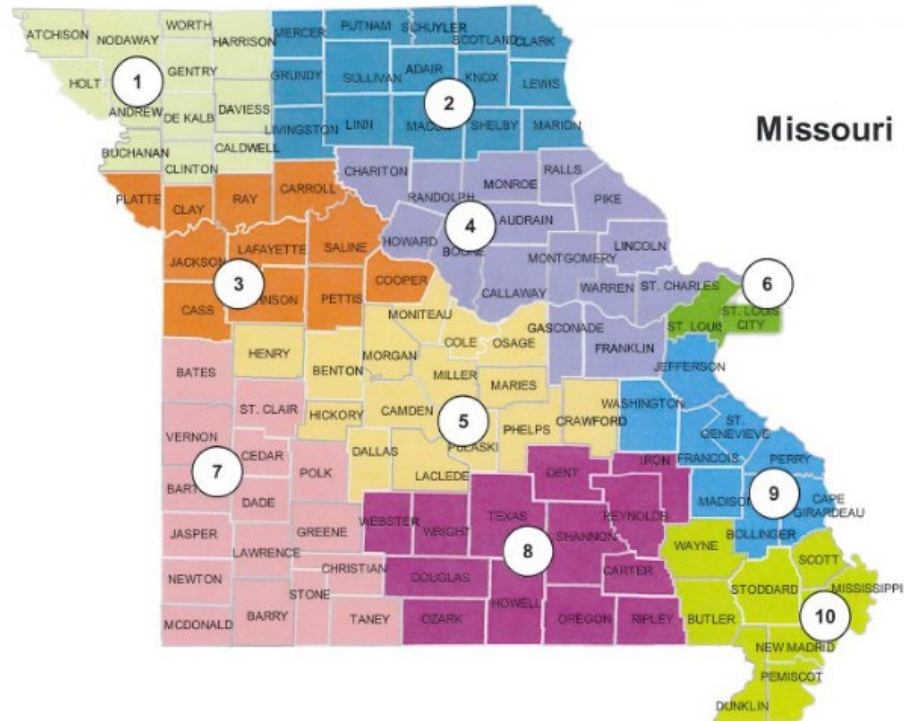 Missouri
ATCHISON
NODAWAY
WORTH
HARRISON
MERCER
PUTNAM
SCHUYLER
SCOTLAND
CLARK
HOLT
1
GENTRY
GRUNDY
SULLIVAN
ADAIR
KNOX
LEWIS
ANDREW
DE KALB
DAVIESS
2
LIVINGSTON
LINN
SHELBY
MARION
BUCHANAN
CALDWELL
CLINTON
CHARITON
RANDOLPH
MONROE
RALLS
PIKE
PLATTE
CLAY
RAY
CARROLL
4
AUDRAIN
HOWARD
JACKSON
LAFAYETTE
SALINE
MONTGOMERY
LINCOLN
3
COOPER
CALLAWAY
WARREN
ST. CHARLES
6
CASS
PETTIS
MONITEAU
COLE
OSAGE
GASCONADE
FRANKLIN
ST. LOUIS
ST. LOUIS
CITY
JEFFERSON
BATES
HENRY
BENTON
MORGAN
MILLER
MARIES
ST. CLAIR
HICKORY
CAMDEN
5
PHELPS
CRAWFORD
WASHINGTON
ST.
GENEVIEVE
FRANCOIS
PERRY
VERNON
CEDAR
7
POLK
DALLAS
LACLEDE
DENT
IRON
MADISON
9
CAPE
GIRARDEAU
BOLLINGER
DADE
JASPER
GREENE
WEBSTER
WRIGHT
TEXAS
8
SHANNON
REYNOLDS
WAYNE
SCOTT
LAWRENCE
CHRISTIAN
DOUGLAS
CARTER
STODDARD
MISSISSIPPI
NEWTON
STONE
MCDONALD
BARRY
TANEY
OZARK
HOWELL
OREGON
RIPLEY
BUTLER
10
NEW MADRID
PEMISCOT
DUNKLIN